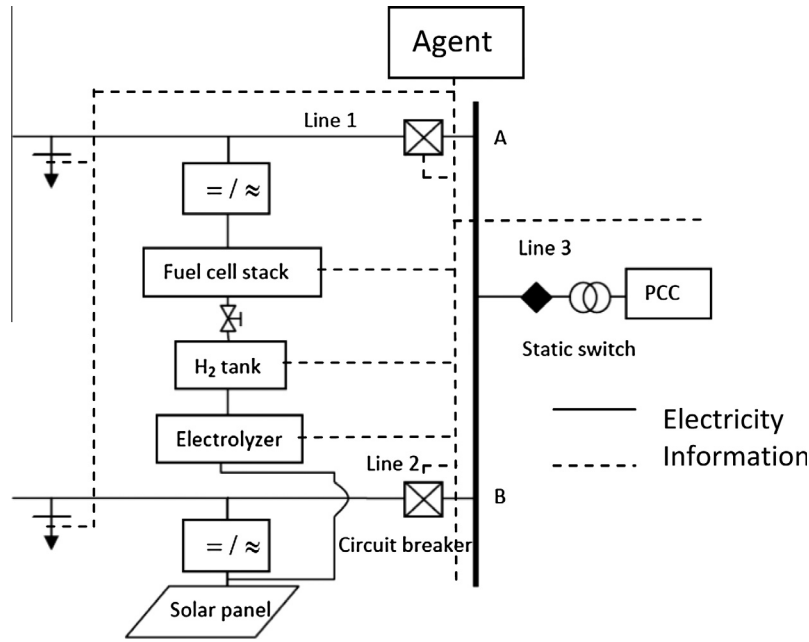 Agent
Line 1
A
= / ≈
Line 3
Fuel cell stack
PCC
Static switch
H₂ tank
Electricity
Electrolyzer
Information
Line 2
B
= / ≈
Circuit breaker
Solar panel